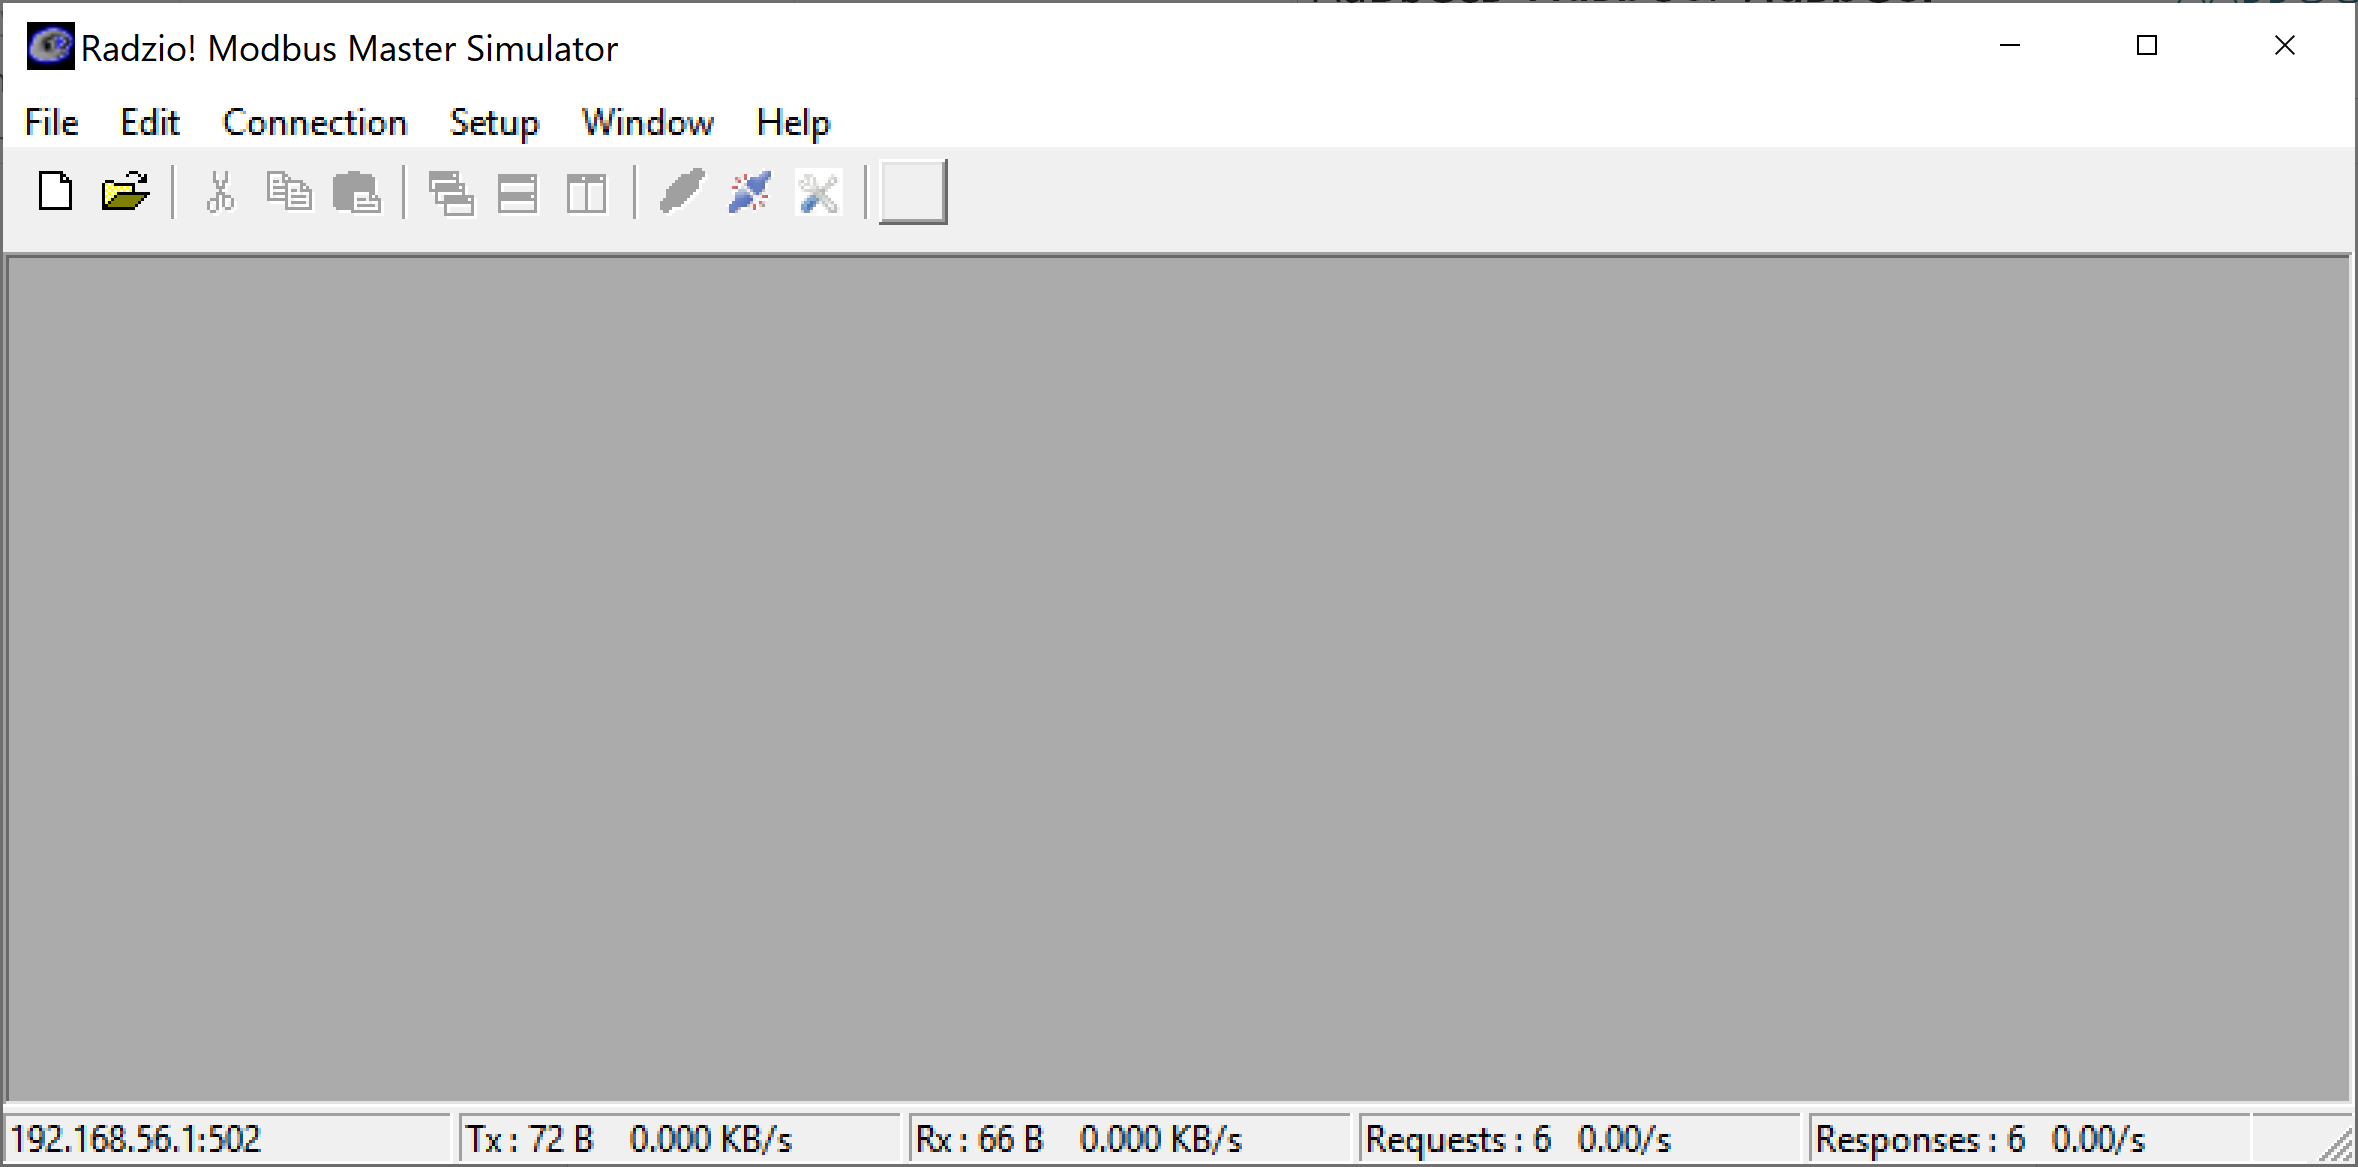 Radzio! Modbus Master Simulator
File Edit Connection Setup Window Help
192.168.56.1:502 Tx : 72 B 0.000 KB/s Rx : 66 B 0.000 KB/s Requests : 6 0.00/s Responses : 6 0.00/s